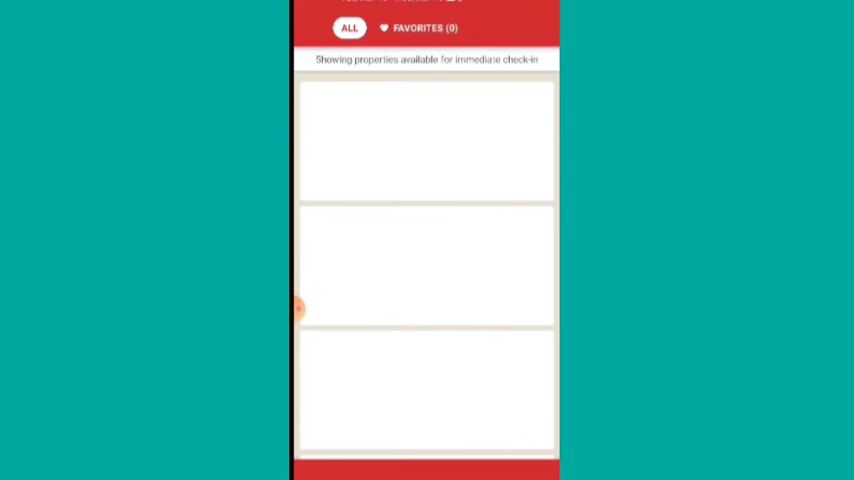 ALL
FAVORITES (0)
Showing properties available for immediate check-in